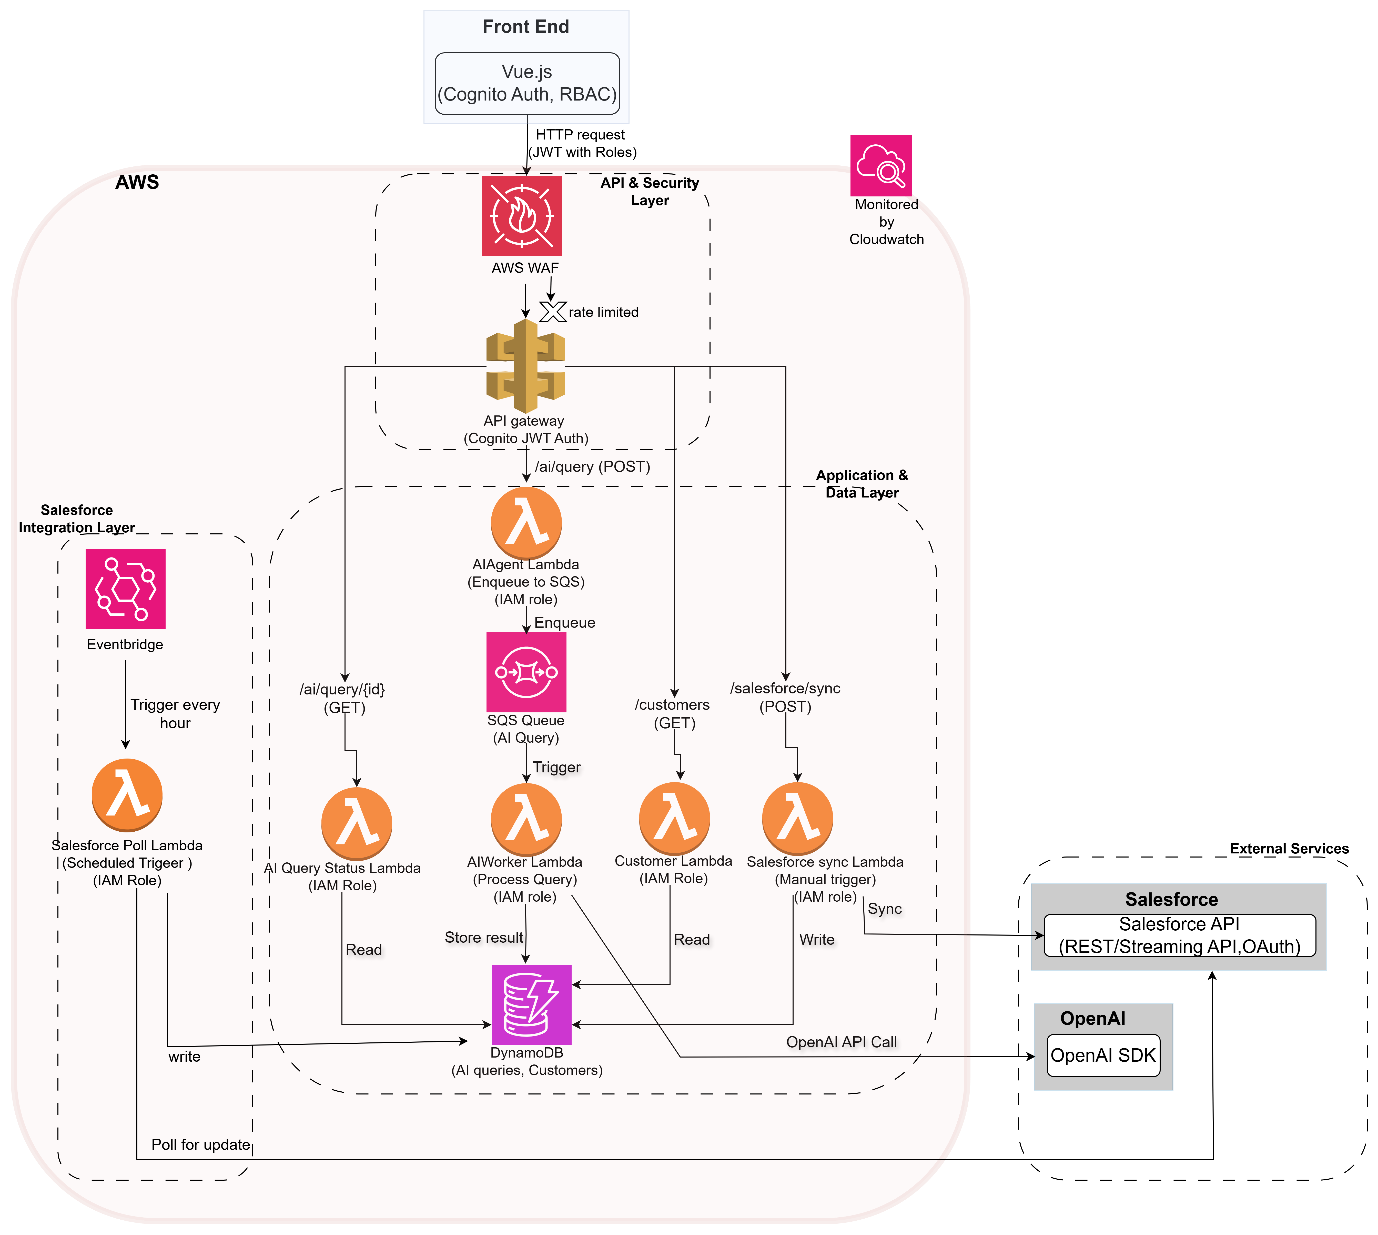 Front End
Vue.js
(Cognito Auth, RBAC)
HTTP request
(JWT with Roles)
AWS
API & Security
Layer
Monitored
by
Cloudwatch
AWS WAF
rate limited
API gateway
(Cognito JWT Auth)
/ai/query (POST)
Application &
Data Layer
Salesforce
Integration Layer
AIAgent Lambda
(Enqueue to SQS)
(IAM role)
Enqueue
Eventbridge
Trigger every
hour
/ai/query/{id}
(GET)
SQS Queue
(AI Query)
/customers
(GET)
/salesforce/sync
(POST)
Trigger
Salesforce Poll Lambda
(Scheduled Trigeer )
(IAM Role)
AI Query Status Lambda
(IAM Role)
AIWorker Lambda
(Process Query)
(IAM role)
Customer Lambda
(IAM Role)
Salesforce sync Lambda
(Manual trigger)
(IAM role)
External Services
Salesforce
Salesforce API
(REST/Streaming API,OAuth)
Sync
Read
Store result
Read
Write
OpenAI
OpenAI SDK
OpenAI API Call
write
DynamoDB
(AI queries, Customers)
Poll for update